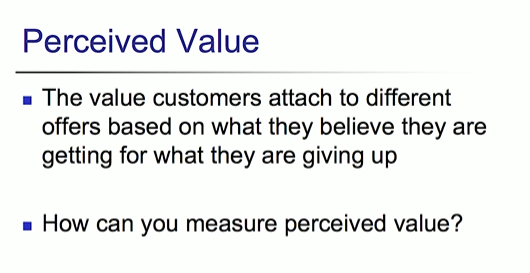 Perceived Value
The value customers attach to different
offers based on what they believe they are
getting for what they are giving up
How can you measure perceived value?